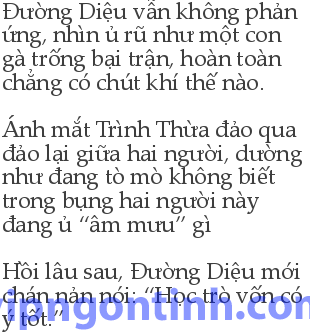 Đường Diệu vẫn không phản
ứng, nhìn ủ rũ như một con
gà trống bại trận, hoàn toàn
chẳng có chút khí thế nào.
Ánh mắt Trình Thừa đảo qua
đảo lại giữa hai người, dường
như đang tò mò không biết
trong bụng hai người này
đang ủ “âm mưu” gì
Hồi lâu sau, Đường Diệu mới
chán nản nói: “Học trò vốn có
ý tốt.”
vipngontinh.com